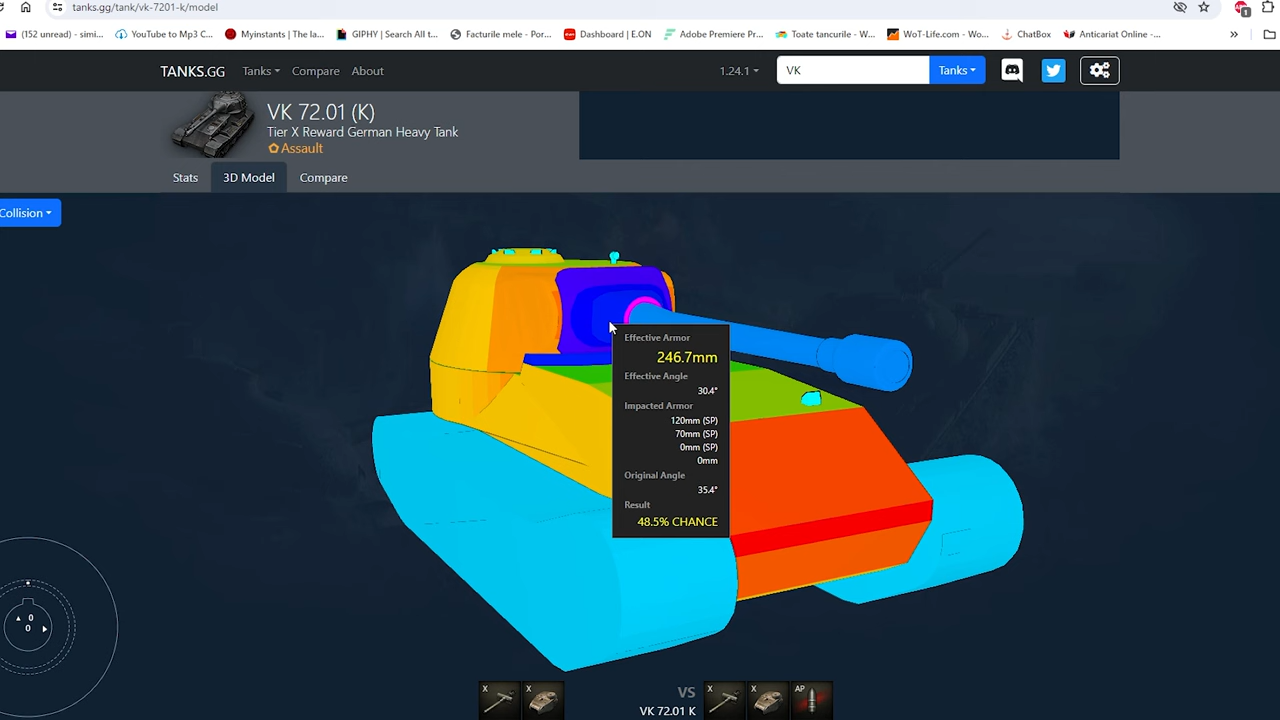 tanks.gg/tank/vk-7201-k/model
1
(152 unread) - simi...
YouTube to Mp3 C...
Myinstants | The la...
GIPHY | Search All t...
Facturile mele - Por...
Dashboard | E.ON
Adobe Premiere Pr...
Toate tancurile - W...
WoT-Life.com - Wo...
ChatBox
Anticariat Online -...
»
TANKS.GG
Tanks
Compare
About
1.24.1
VK
Tanks
VK 72.01 (K)
Tier X Reward German Heavy Tank
Assault
Stats
3D Model
Compare
Collision
Effective Armor
246.7mm
Effective Angle
30.4°
Impacted Armor
120mm (SP)
70mm (SP)
0mm (SP)
0mm
Original Angle
35.4°
Result
48.5% CHANCE
0
0
X
X
VS
VK 72.01 K
X
X
AP